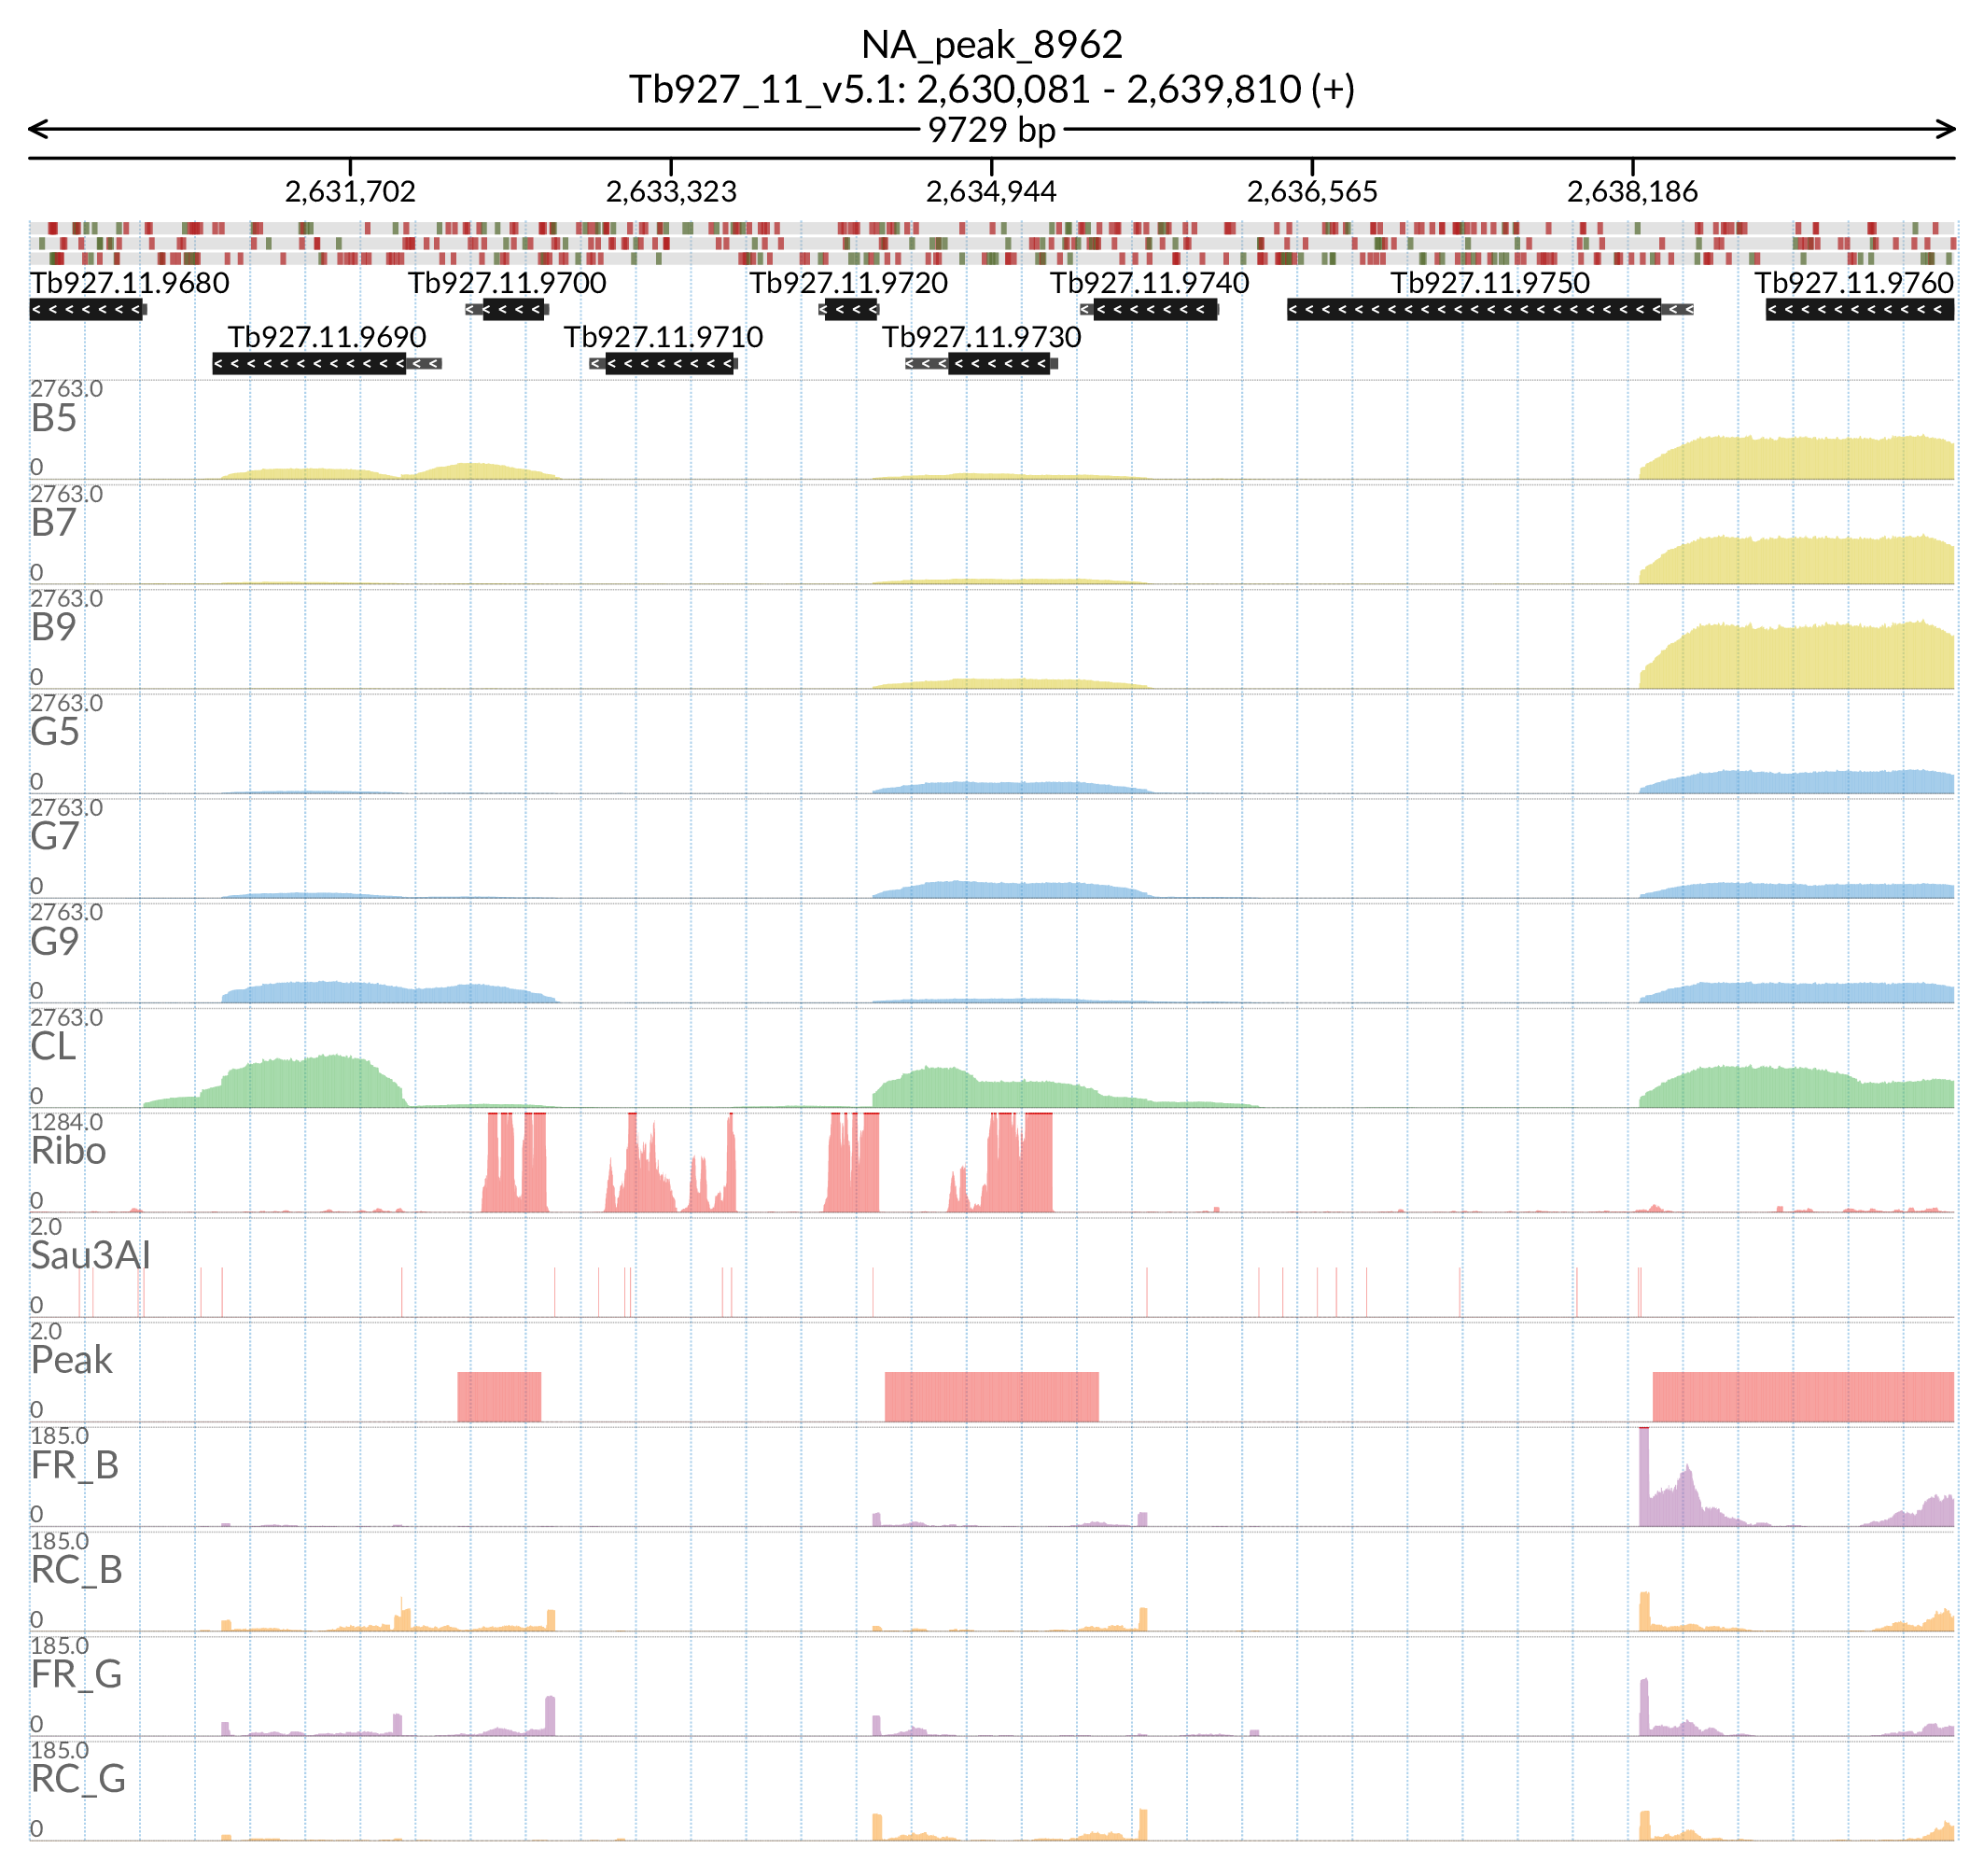 NA_peak_8962
Tb927_11_v5.1: 2,630,081 - 2,639,810 (+)
9729 bp
2,631,702 2,633,323 2,634,944 2,636,565 2,638,186
Tb927.11.9680 Tb927.11.9700 Tb927.11.9720 Tb927.11.9740 Tb927.11.9750 Tb927.11.9760
Tb927.11.9690 Tb927.11.9710 Tb927.11.9730
2763.0
B5
0
2763.0
B7
0
2763.0
B9
0
2763.0
G5
0
2763.0
G7
0
2763.0
G9
0
2763.0
CL
0
1284.0
Ribo
0
2.0
Sau3AI
0
2.0
Peak
0
185.0
FR_B
0
185.0
RC_B
0
185.0
FR_G
0
185.0
RC_G
0